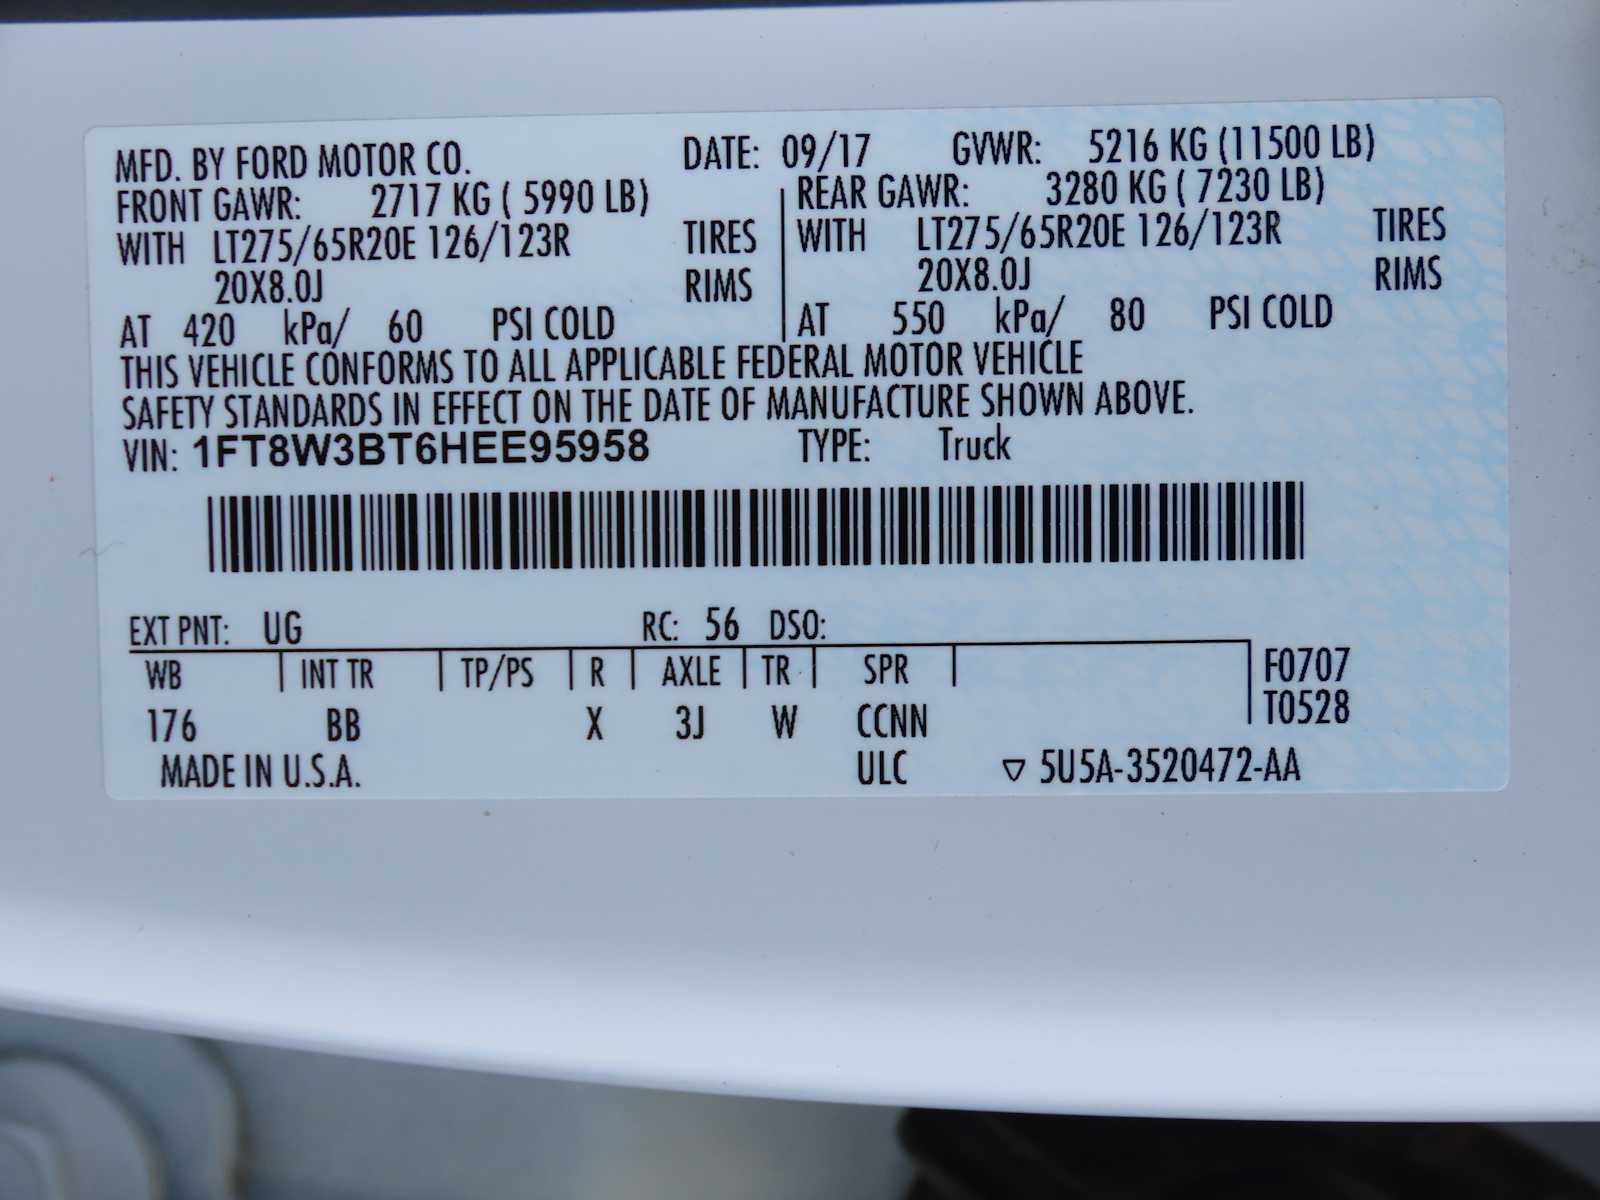 MFD. BY FORD MOTOR CO. DATE: 09/17 GVWR: 5216 KG (11500 LB)
FRONT GAWR: 2717 KG ( 5990 LB) REAR GAWR: 3280 KG ( 7230 LB)
WITH LT275/65R20E 126/123R TIRES WITH LT275/65R20E 126/123R TIRES
20X8.0J RIMS 20X8.0J RIMS
AT 420 kPa/ 60 PSI COLD AT 550 kPa/ 80 PSI COLD
THIS VEHICLE CONFORMS TO ALL APPLICABLE FEDERAL MOTOR VEHICLE
SAFETY STANDARDS IN EFFECT ON THE DATE OF MANUFACTURE SHOWN ABOVE.
VIN: 1FT8W3BT6HEE95958 TYPE: Truck
EXT PNT: UG RC: 56 DSO:
WB INT TR TP/PS R AXLE TR SPR F0707
176 BB X 3J W CCNN T0528
MADE IN U.S.A. ULC ▽ 5U5A-3520472-AA